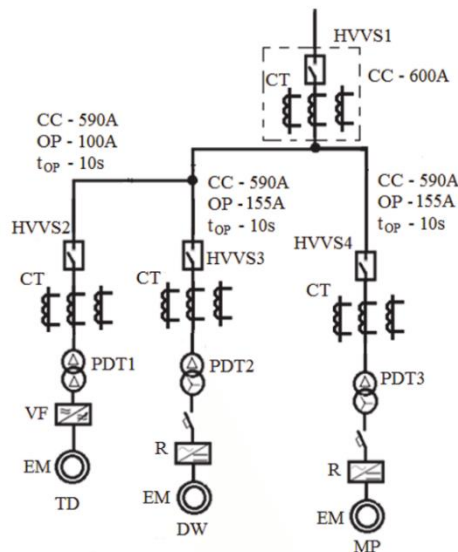 HVVS1
CT
CC - 600A
CC - 590A
OP - 100A
tOP - 10s
CC - 590A
OP - 155A
tOP - 10s
CC - 590A
OP - 155A
tOP - 10s
HVVS2
HVVS3
HVVS4
CT
CT
CT
PDT1
PDT2
PDT3
VF
R
R
EM
EM
EM
TD
DW
MP